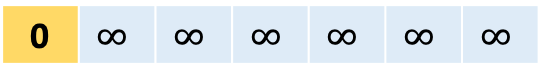 0 ∞ ∞ ∞ ∞ ∞ ∞